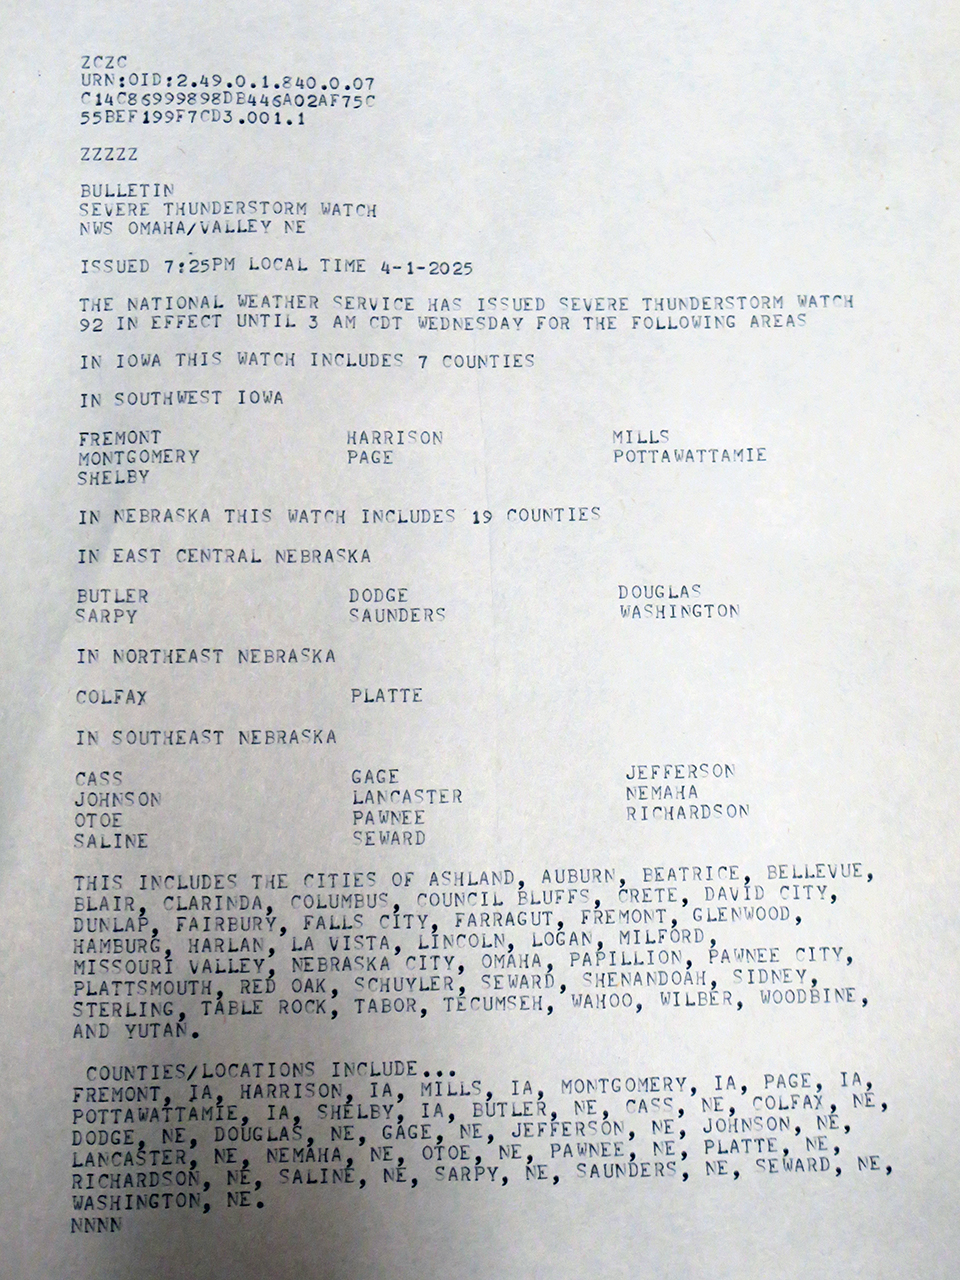 ZCZC
URN:OID:2.49.0.1.840.0.07
C14C86999898DB446A02AF75C
55BEF199F7CD3.001.1
ZZZZZ
BULLETIN
SEVERE THUNDERSTORM WATCH
NWS OMAHA/VALLEY NE
ISSUED 7:25PM LOCAL TIME 4-1-2025
THE NATIONAL WEATHER SERVICE HAS ISSUED SEVERE THUNDERSTORM WATCH
92 IN EFFECT UNTIL 3 AM CDT WEDNESDAY FOR THE FOLLOWING AREAS
IN IOWA THIS WATCH INCLUDES 7 COUNTIES
IN SOUTHWEST IOWA
FREMONT HARRISON MILLS
MONTGOMERY PAGE POTTAWATTAMIE
SHELBY
IN NEBRASKA THIS WATCH INCLUDES 19 COUNTIES
IN EAST CENTRAL NEBRASKA
BUTLER DODGE DOUGLAS
SARPY SAUNDERS WASHINGTON
IN NORTHEAST NEBRASKA
COLFAX PLATTE
IN SOUTHEAST NEBRASKA
CASS GAGE JEFFERSON
JOHNSON LANCASTER NEMAHA
OTOE PAWNEE RICHARDSON
SALINE SEWARD
THIS INCLUDES THE CITIES OF ASHLAND, AUBURN, BEATRICE, BELLEVUE,
BLAIR, CLARINDA, COLUMBUS, COUNCIL BLUFFS, CRETE, DAVID CITY,
DUNLAP, FAIRBURY, FALLS CITY, FARRAGUT, FREMONT, GLENWOOD,
HAMBURG, HARLAN, LA VISTA, LINCOLN, LOGAN, MILFORD,
MISSOURI VALLEY, NEBRASKA CITY, OMAHA, PAPILLION, PAWNEE CITY,
PLATTSMOUTH, RED OAK, SCHUYLER, SEWARD, SHENANDOAH, SIDNEY,
STERLING, TABLE ROCK, TABOR, TECUMSEH, WAHOO, WILBER, WOODBINE,
AND YUTAN.
COUNTIES/LOCATIONS INCLUDE...
FREMONT, IA, HARRISON, IA, MILLS, IA, MONTGOMERY, IA, PAGE, IA,
POTTAWATTAMIE, IA, SHELBY, IA, BUTLER, NE, CASS, NE, COLFAX, NE,
DODGE, NE, DOUGLAS, NE, GAGE, NE, JEFFERSON, NE, JOHNSON, NE,
LANCASTER, NE, NEMAHA, NE, OTOE, NE, PAWNEE, NE, PLATTE, NE,
RICHARDSON, NE, SALINE, NE, SARPY, NE, SAUNDERS, NE, SEWARD, NE,
WASHINGTON, NE.
NNNN